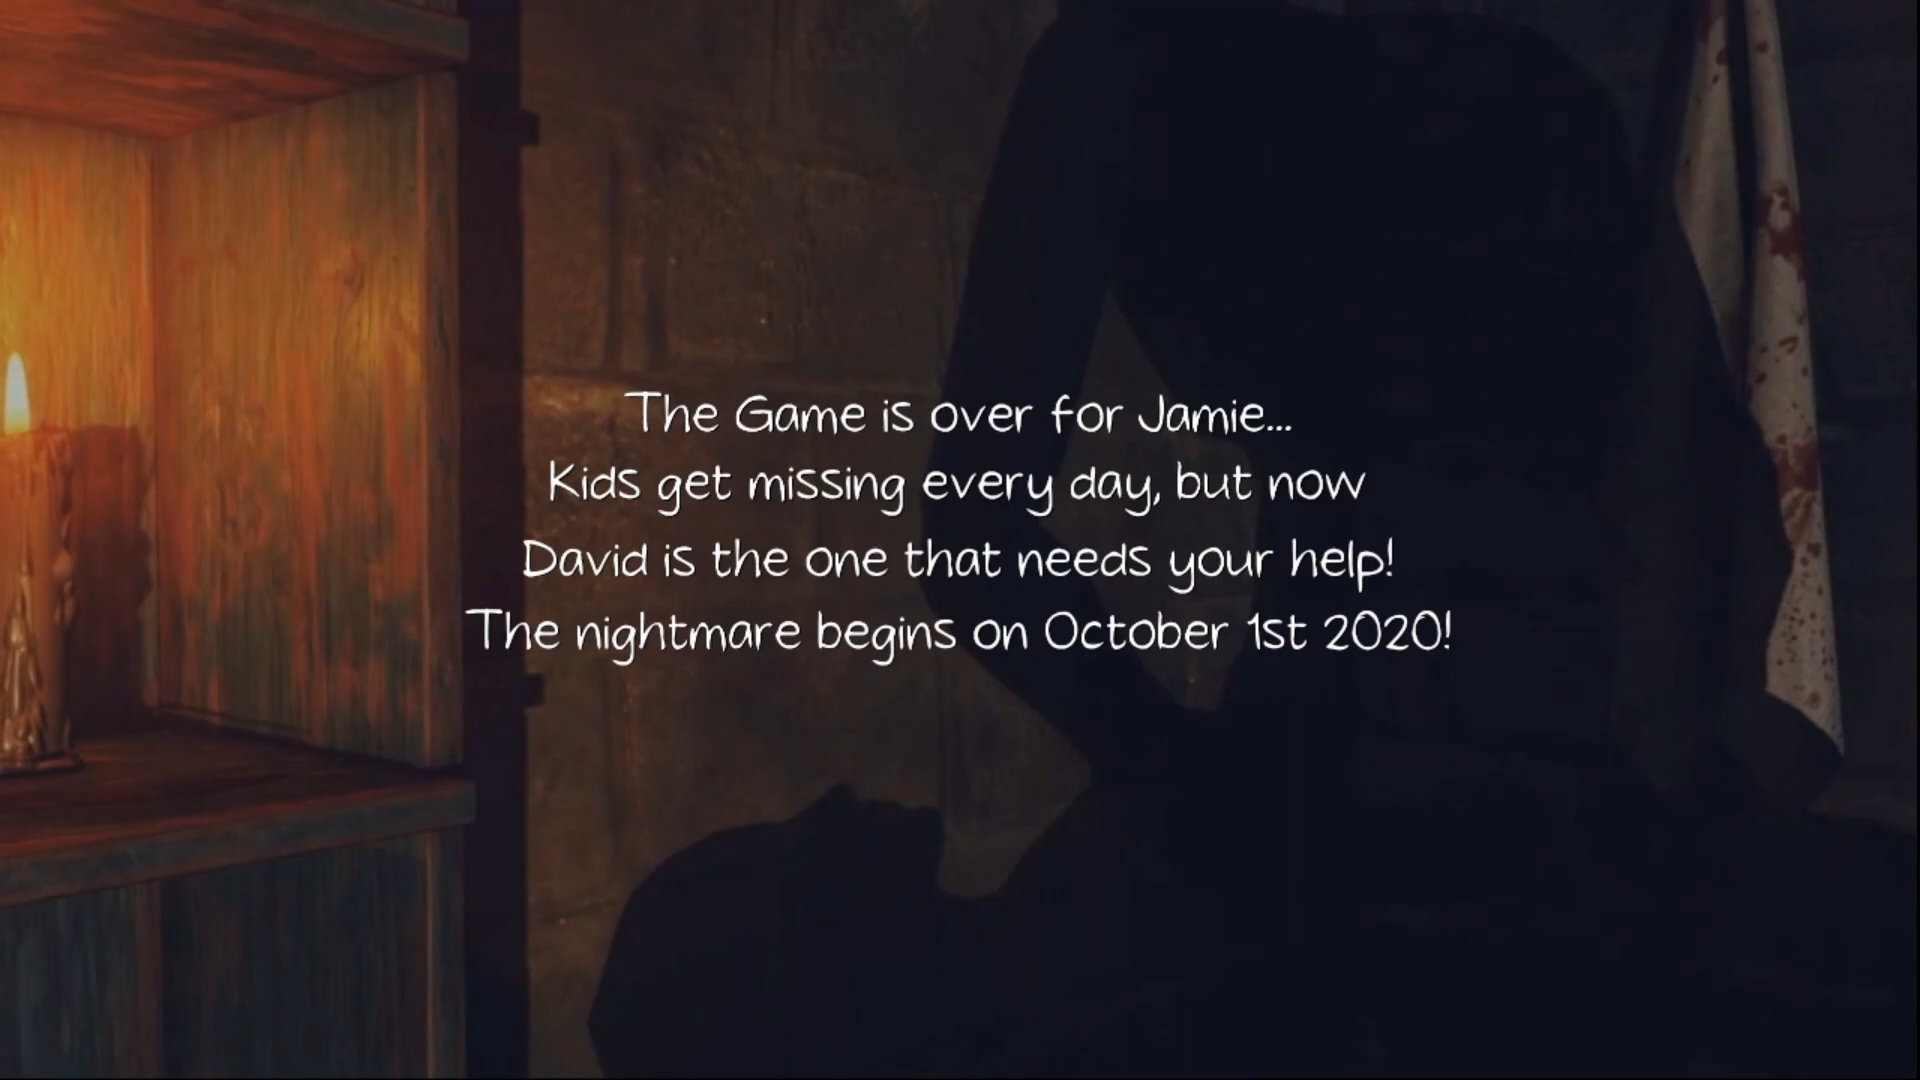 The Game is over for Jamie...
Kids get missing every day, but now
David is the one that needs your help!
The nightmare begins on October 1st 2020!